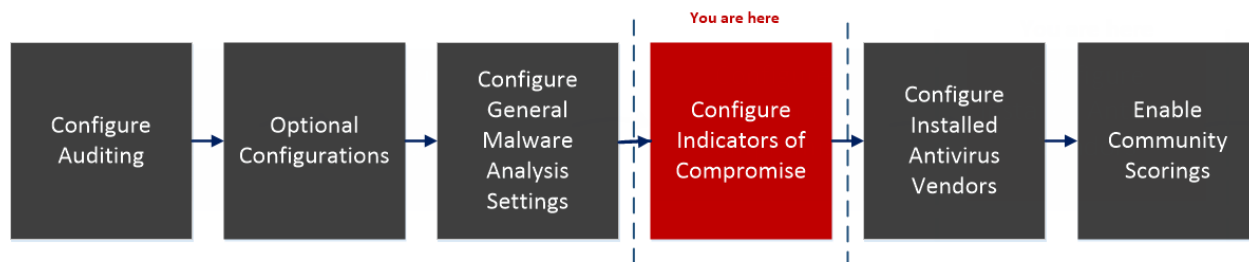 You are here
Configure
Auditing
Optional
Configurations
Configure
General
Malware
Analysis
Settings
Configure
Indicators of
Compromise
Configure
Installed
Antivirus
Vendors
Enable
Community
Scorings